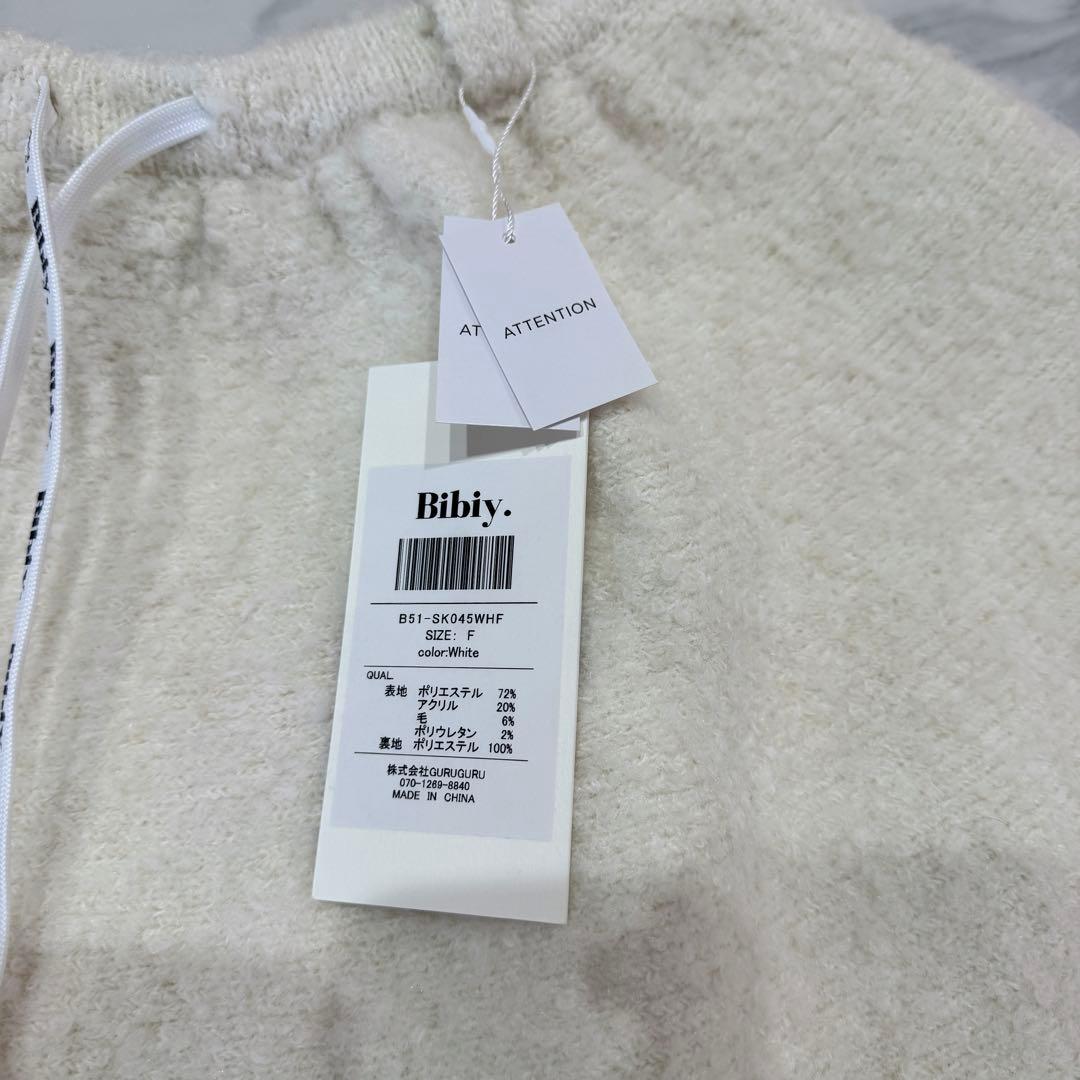 ATTENTION
AT
Bibiy.
B51-SK045WHF
SIZE: F
color:White
QUAL.
表地 ポリエステル 72%
アクリル 20%
毛 6%
ポリウレタン 2%
裏地 ポリエステル 100%
株式会社GURUGURU
070-1269-8840
MADE IN CHINA